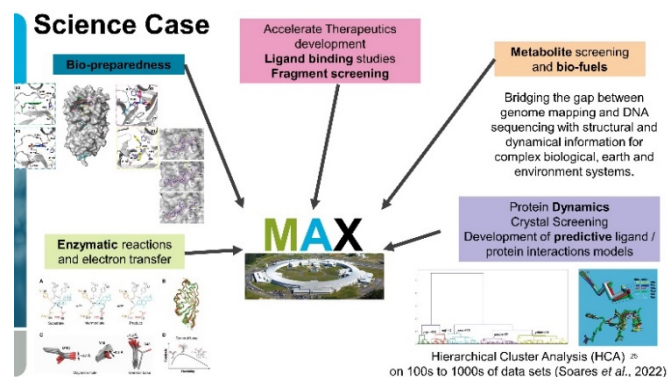 Science Case
Bio-preparedness
Accelerate Therapeutics
development
Ligand binding studies
Fragment screening
Metabolite screening
and bio-fuels
Bridging the gap between
genome mapping and DNA
sequencing with structural and
dynamical information for
complex biological, earth and
environment systems.
Enzymatic reactions
and electron transfer
MAX
Protein Dynamics
Crystal Screening
Development of predictive ligand /
protein interactions models
A
B
C
D
Hierarchical Cluster Analysis (HCA) 25
on 100s to 1000s of data sets (Soares et al., 2022)